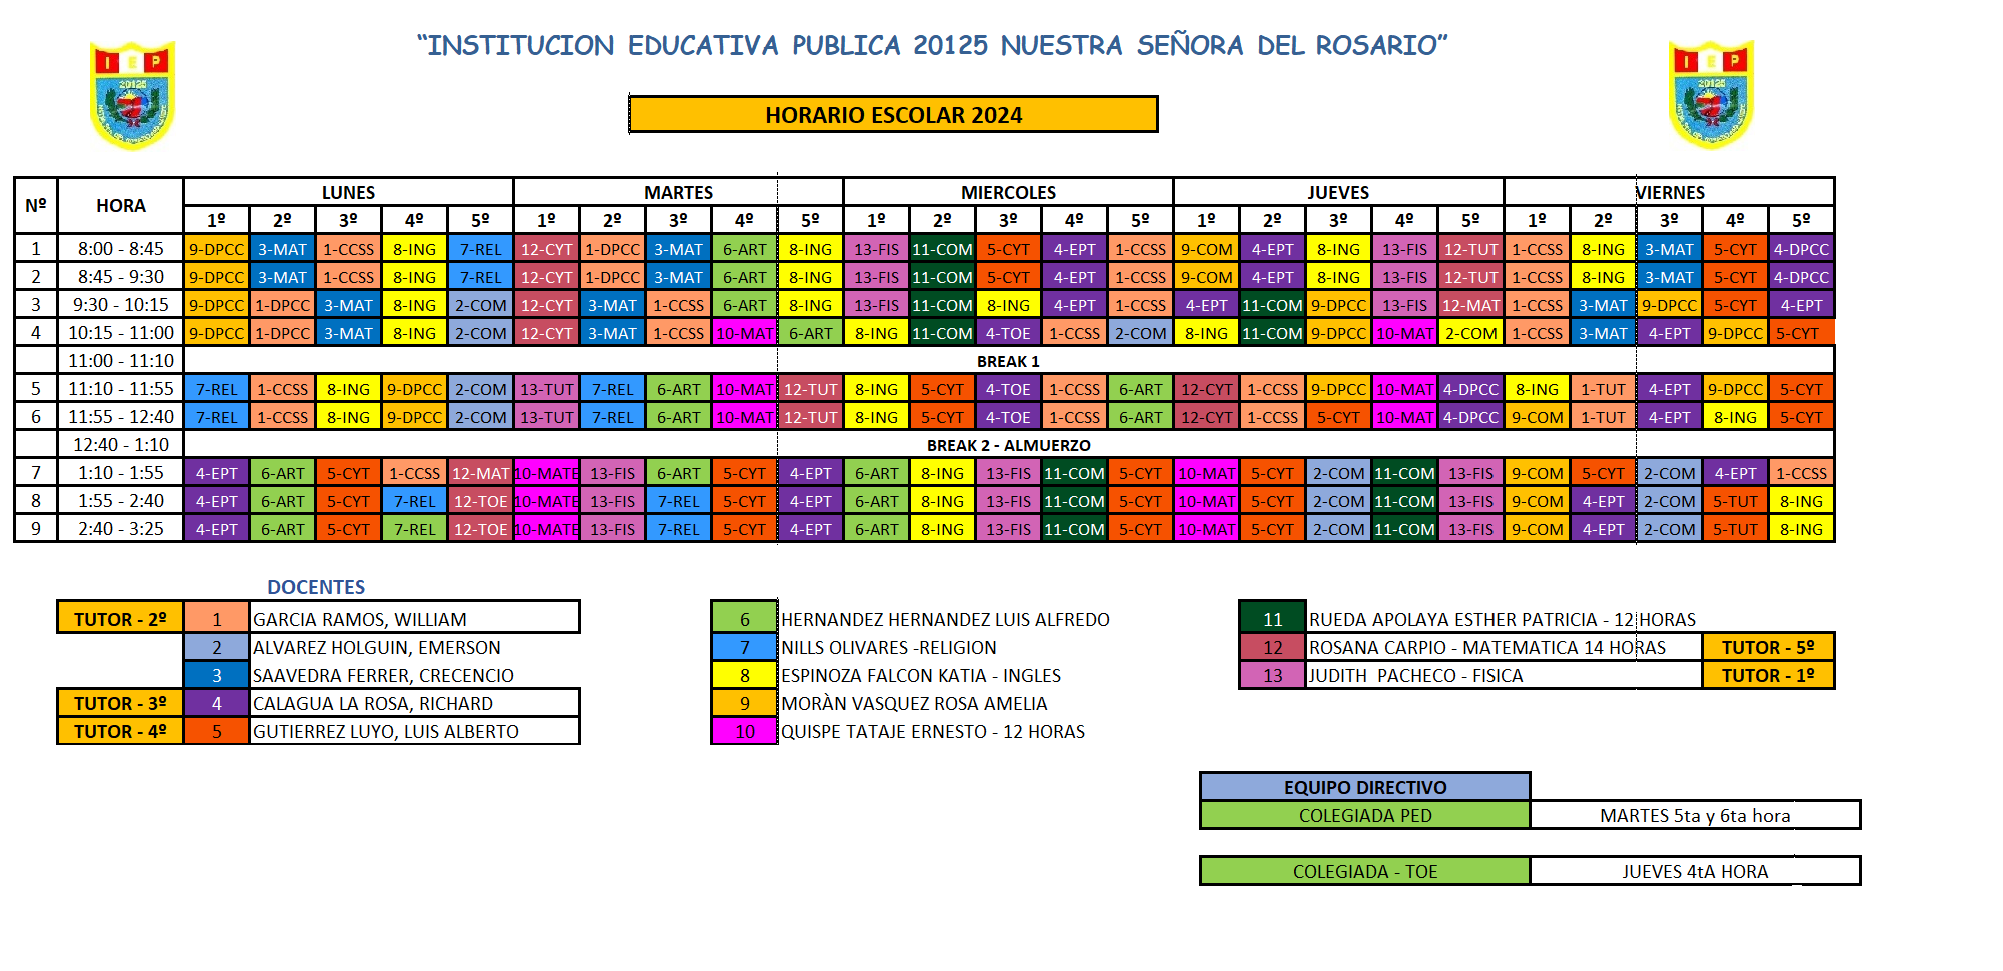 “INSTITUCION EDUCATIVA PUBLICA 20125 NUESTRA SEÑORA DEL ROSARIO”
I E P
20125
I E P
20125
HORARIO ESCOLAR 2024
Nº HORA LUNES MARTES MIERCOLES JUEVES VIERNES
1º 2º 3º 4º 5º 1º 2º 3º 4º 5º 1º 2º 3º 4º 5º 1º 2º 3º 4º 5º 1º 2º 3º 4º 5º
1 8:00 - 8:45 9-DPCC 3-MAT 1-CCSS 8-ING 7-REL 12-CYT 1-DPCC 3-MAT 6-ART 8-ING 13-FIS 11-COM 5-CYT 4-EPT 1-CCSS 9-COM 4-EPT 8-ING 13-FIS 12-TUT 1-CCSS 8-ING 3-MAT 5-CYT 4-DPCC
2 8:45 - 9:30 9-DPCC 3-MAT 1-CCSS 8-ING 7-REL 12-CYT 1-DPCC 3-MAT 6-ART 8-ING 13-FIS 11-COM 5-CYT 4-EPT 1-CCSS 9-COM 4-EPT 8-ING 13-FIS 12-TUT 1-CCSS 8-ING 3-MAT 5-CYT 4-DPCC
3 9:30 - 10:15 9-DPCC 1-DPCC 3-MAT 8-ING 2-COM 12-CYT 3-MAT 1-CCSS 6-ART 8-ING 13-FIS 11-COM 8-ING 4-EPT 1-CCSS 4-EPT 11-COM 9-DPCC 13-FIS 12-MAT 1-CCSS 3-MAT 9-DPCC 5-CYT 4-EPT
4 10:15 - 11:00 9-DPCC 1-DPCC 3-MAT 8-ING 2-COM 12-CYT 3-MAT 1-CCSS 10-MAT 6-ART 8-ING 11-COM 4-TOE 1-CCSS 2-COM 8-ING 11-COM 9-DPCC 10-MAT 2-COM 1-CCSS 3-MAT 4-EPT 9-DPCC 5-CYT
11:00 - 11:10 BREAK 1
5 11:10 - 11:55 7-REL 1-CCSS 8-ING 9-DPCC 2-COM 13-TUT 7-REL 6-ART 10-MAT 12-TUT 8-ING 5-CYT 4-TOE 1-CCSS 6-ART 12-CYT 1-CCSS 9-DPCC 10-MAT 4-DPCC 8-ING 1-TUT 4-EPT 9-DPCC 5-CYT
6 11:55 - 12:40 7-REL 1-CCSS 8-ING 9-DPCC 2-COM 13-TUT 7-REL 6-ART 10-MAT 12-TUT 8-ING 5-CYT 4-TOE 1-CCSS 6-ART 12-CYT 1-CCSS 5-CYT 10-MAT 4-DPCC 9-COM 1-TUT 4-EPT 8-ING 5-CYT
12:40 - 1:10 BREAK 2 - ALMUERZO
7 1:10 - 1:55 4-EPT 6-ART 5-CYT 1-CCSS 12-MAT 10-MATE 13-FIS 6-ART 5-CYT 4-EPT 6-ART 8-ING 13-FIS 11-COM 5-CYT 10-MAT 5-CYT 2-COM 11-COM 13-FIS 9-COM 5-CYT 2-COM 4-EPT 1-CCSS
8 1:55 - 2:40 4-EPT 6-ART 5-CYT 7-REL 12-TOE 10-MATE 13-FIS 7-REL 5-CYT 4-EPT 6-ART 8-ING 13-FIS 11-COM 5-CYT 10-MAT 5-CYT 2-COM 11-COM 13-FIS 9-COM 4-EPT 2-COM 5-TUT 8-ING
9 2:40 - 3:25 4-EPT 6-ART 5-CYT 7-REL 12-TOE 10-MATE 13-FIS 7-REL 5-CYT 4-EPT 6-ART 8-ING 13-FIS 11-COM 5-CYT 10-MAT 5-CYT 2-COM 11-COM 13-FIS 9-COM 4-EPT 2-COM 5-TUT 8-ING
DOCENTES
TUTOR - 2º 1 GARCIA RAMOS, WILLIAM
2 ALVAREZ HOLGUIN, EMERSON
3 SAAVEDRA FERRER, CRECENCIO
TUTOR - 3º 4 CALAGUA LA ROSA, RICHARD
TUTOR - 4º 5 GUTIERREZ LUYO, LUIS ALBERTO
6 HERNANDEZ HERNANDEZ LUIS ALFREDO
7 NILLS OLIVARES -RELIGION
8 ESPINOZA FALCON KATIA - INGLES
9 MORÀN VASQUEZ ROSA AMELIA
10 QUISPE TATAJE ERNESTO - 12 HORAS
11 RUEDA APOLAYA ESTHER PATRICIA - 12 HORAS
12 ROSANA CARPIO - MATEMATICA 14 HORAS TUTOR - 5º
13 JUDITH PACHECO - FISICA TUTOR - 1º
EQUIPO DIRECTIVO
COLEGIADA PED MARTES 5ta y 6ta hora
COLEGIADA - TOE JUEVES 4tA HORA